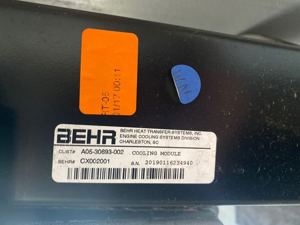 BEHR
BEHR HEAT TRANSFER SYSTEMS, INC.
ENGINE COOLING SYSTEMS DIVISION
CHARLESTON, SC
CUST# A05-30693-002 COOLING MODULE
BEHR# CX002001 S.N. 20190116234940